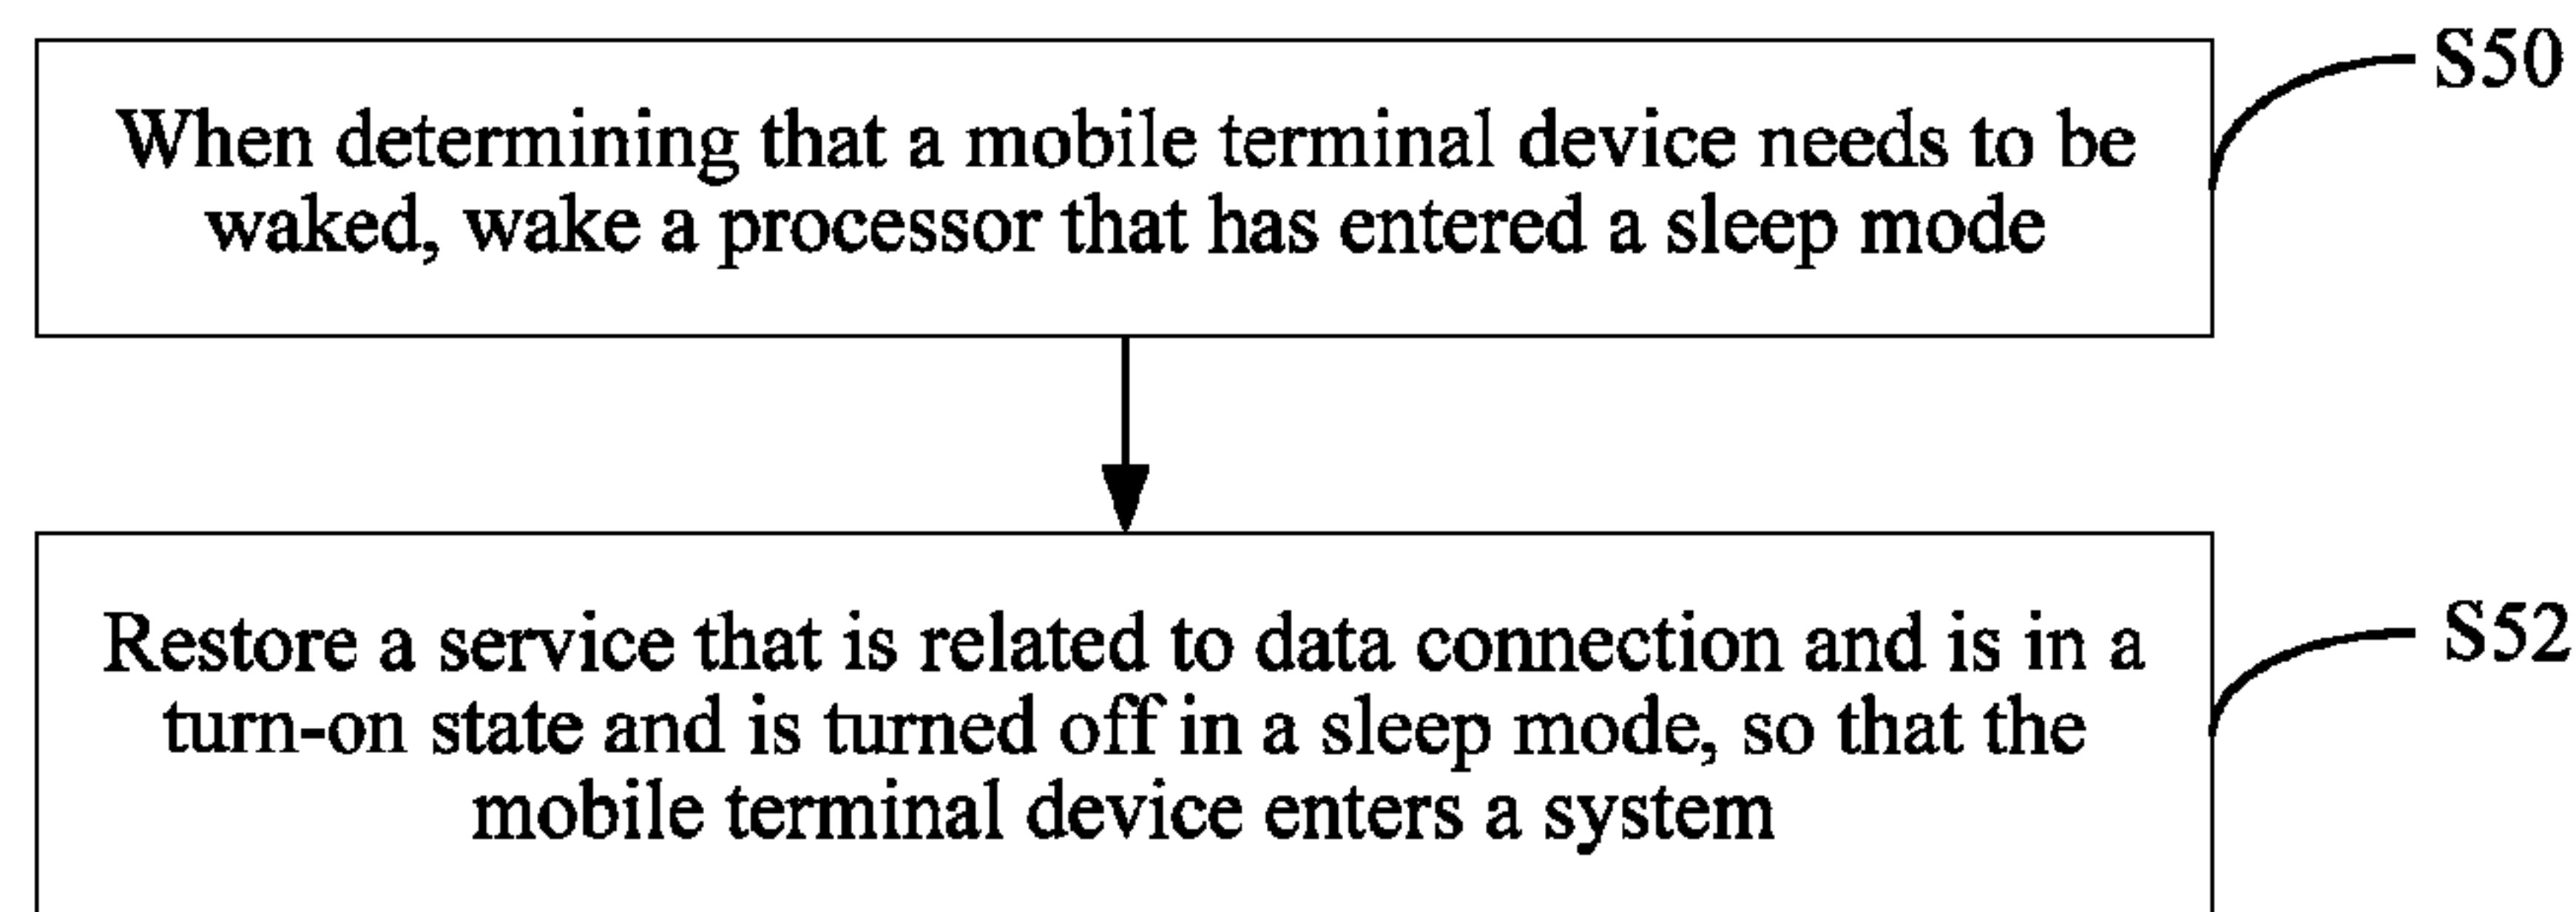 S50
When determining that a mobile terminal device needs to be
waked, wake a processor that has entered a sleep mode
S52
Restore a service that is related to data connection and is in a
turn-on state and is turned off in a sleep mode, so that the
mobile terminal device enters a system